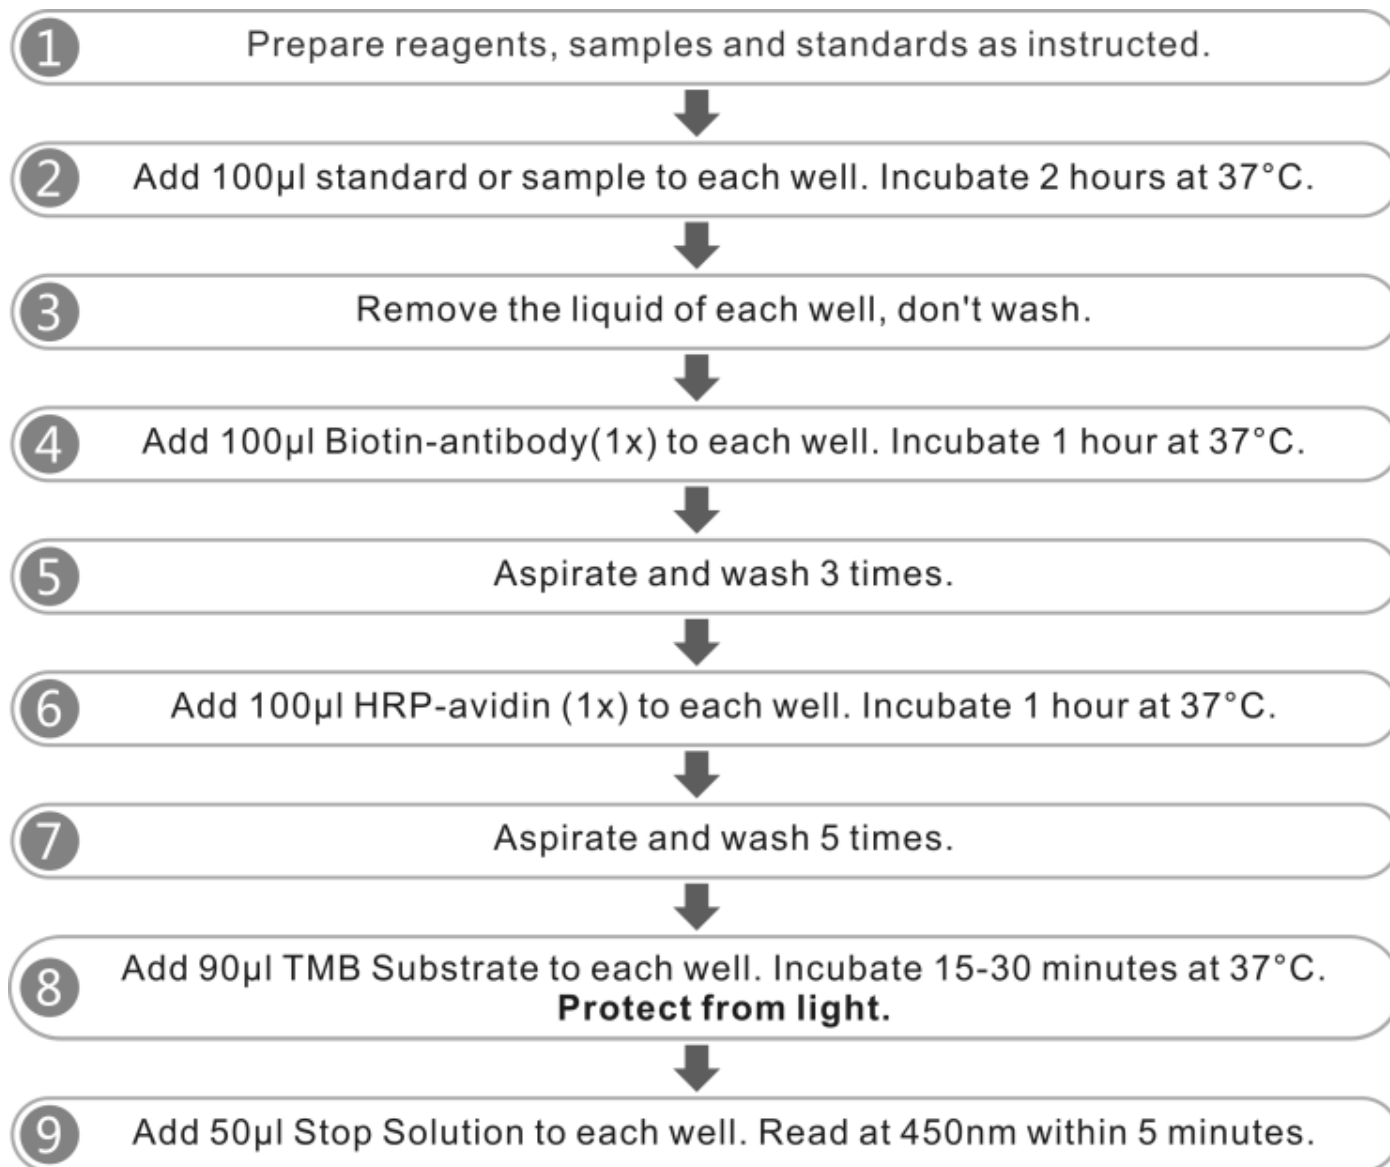 1 Prepare reagents, samples and standards as instructed.
2 Add 100µl standard or sample to each well. Incubate 2 hours at 37°C.
3 Remove the liquid of each well, don't wash.
4 Add 100µl Biotin-antibody(1x) to each well. Incubate 1 hour at 37°C.
5 Aspirate and wash 3 times.
6 Add 100µl HRP-avidin (1x) to each well. Incubate 1 hour at 37°C.
7 Aspirate and wash 5 times.
8 Add 90µl TMB Substrate to each well. Incubate 15-30 minutes at 37°C.
Protect from light.
9 Add 50µl Stop Solution to each well. Read at 450nm within 5 minutes.